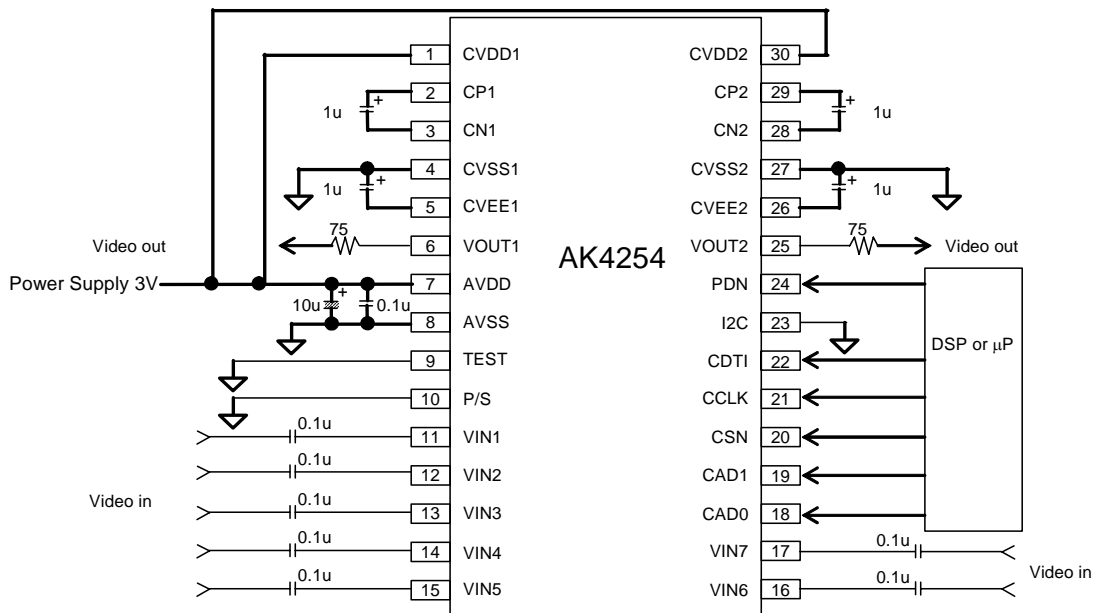 1 CVDD1 CVDD2 30
2 CP1 CP2 29
1u + + 1u
3 CN1 CN2 28
4 CVSS1 CVSS2 27
1u + + 1u
5 CVEE1 CVEE2 26
75 75
Video out 6 VOUT1 VOUT2 25 Video out
AK4254
Power Supply 3V 7 AVDD PDN 24
10u + 0.1u
8 AVSS I2C 23
DSP or µP
9 TEST CDTI 22
10 P/S CCLK 21
0.1u
11 VIN1 CSN 20
0.1u
12 VIN2 CAD1 19
Video in
0.1u
13 VIN3 CAD0 18
0.1u 0.1u
14 VIN4 VIN7 17
Video in
0.1u 0.1u
15 VIN5 VIN6 16